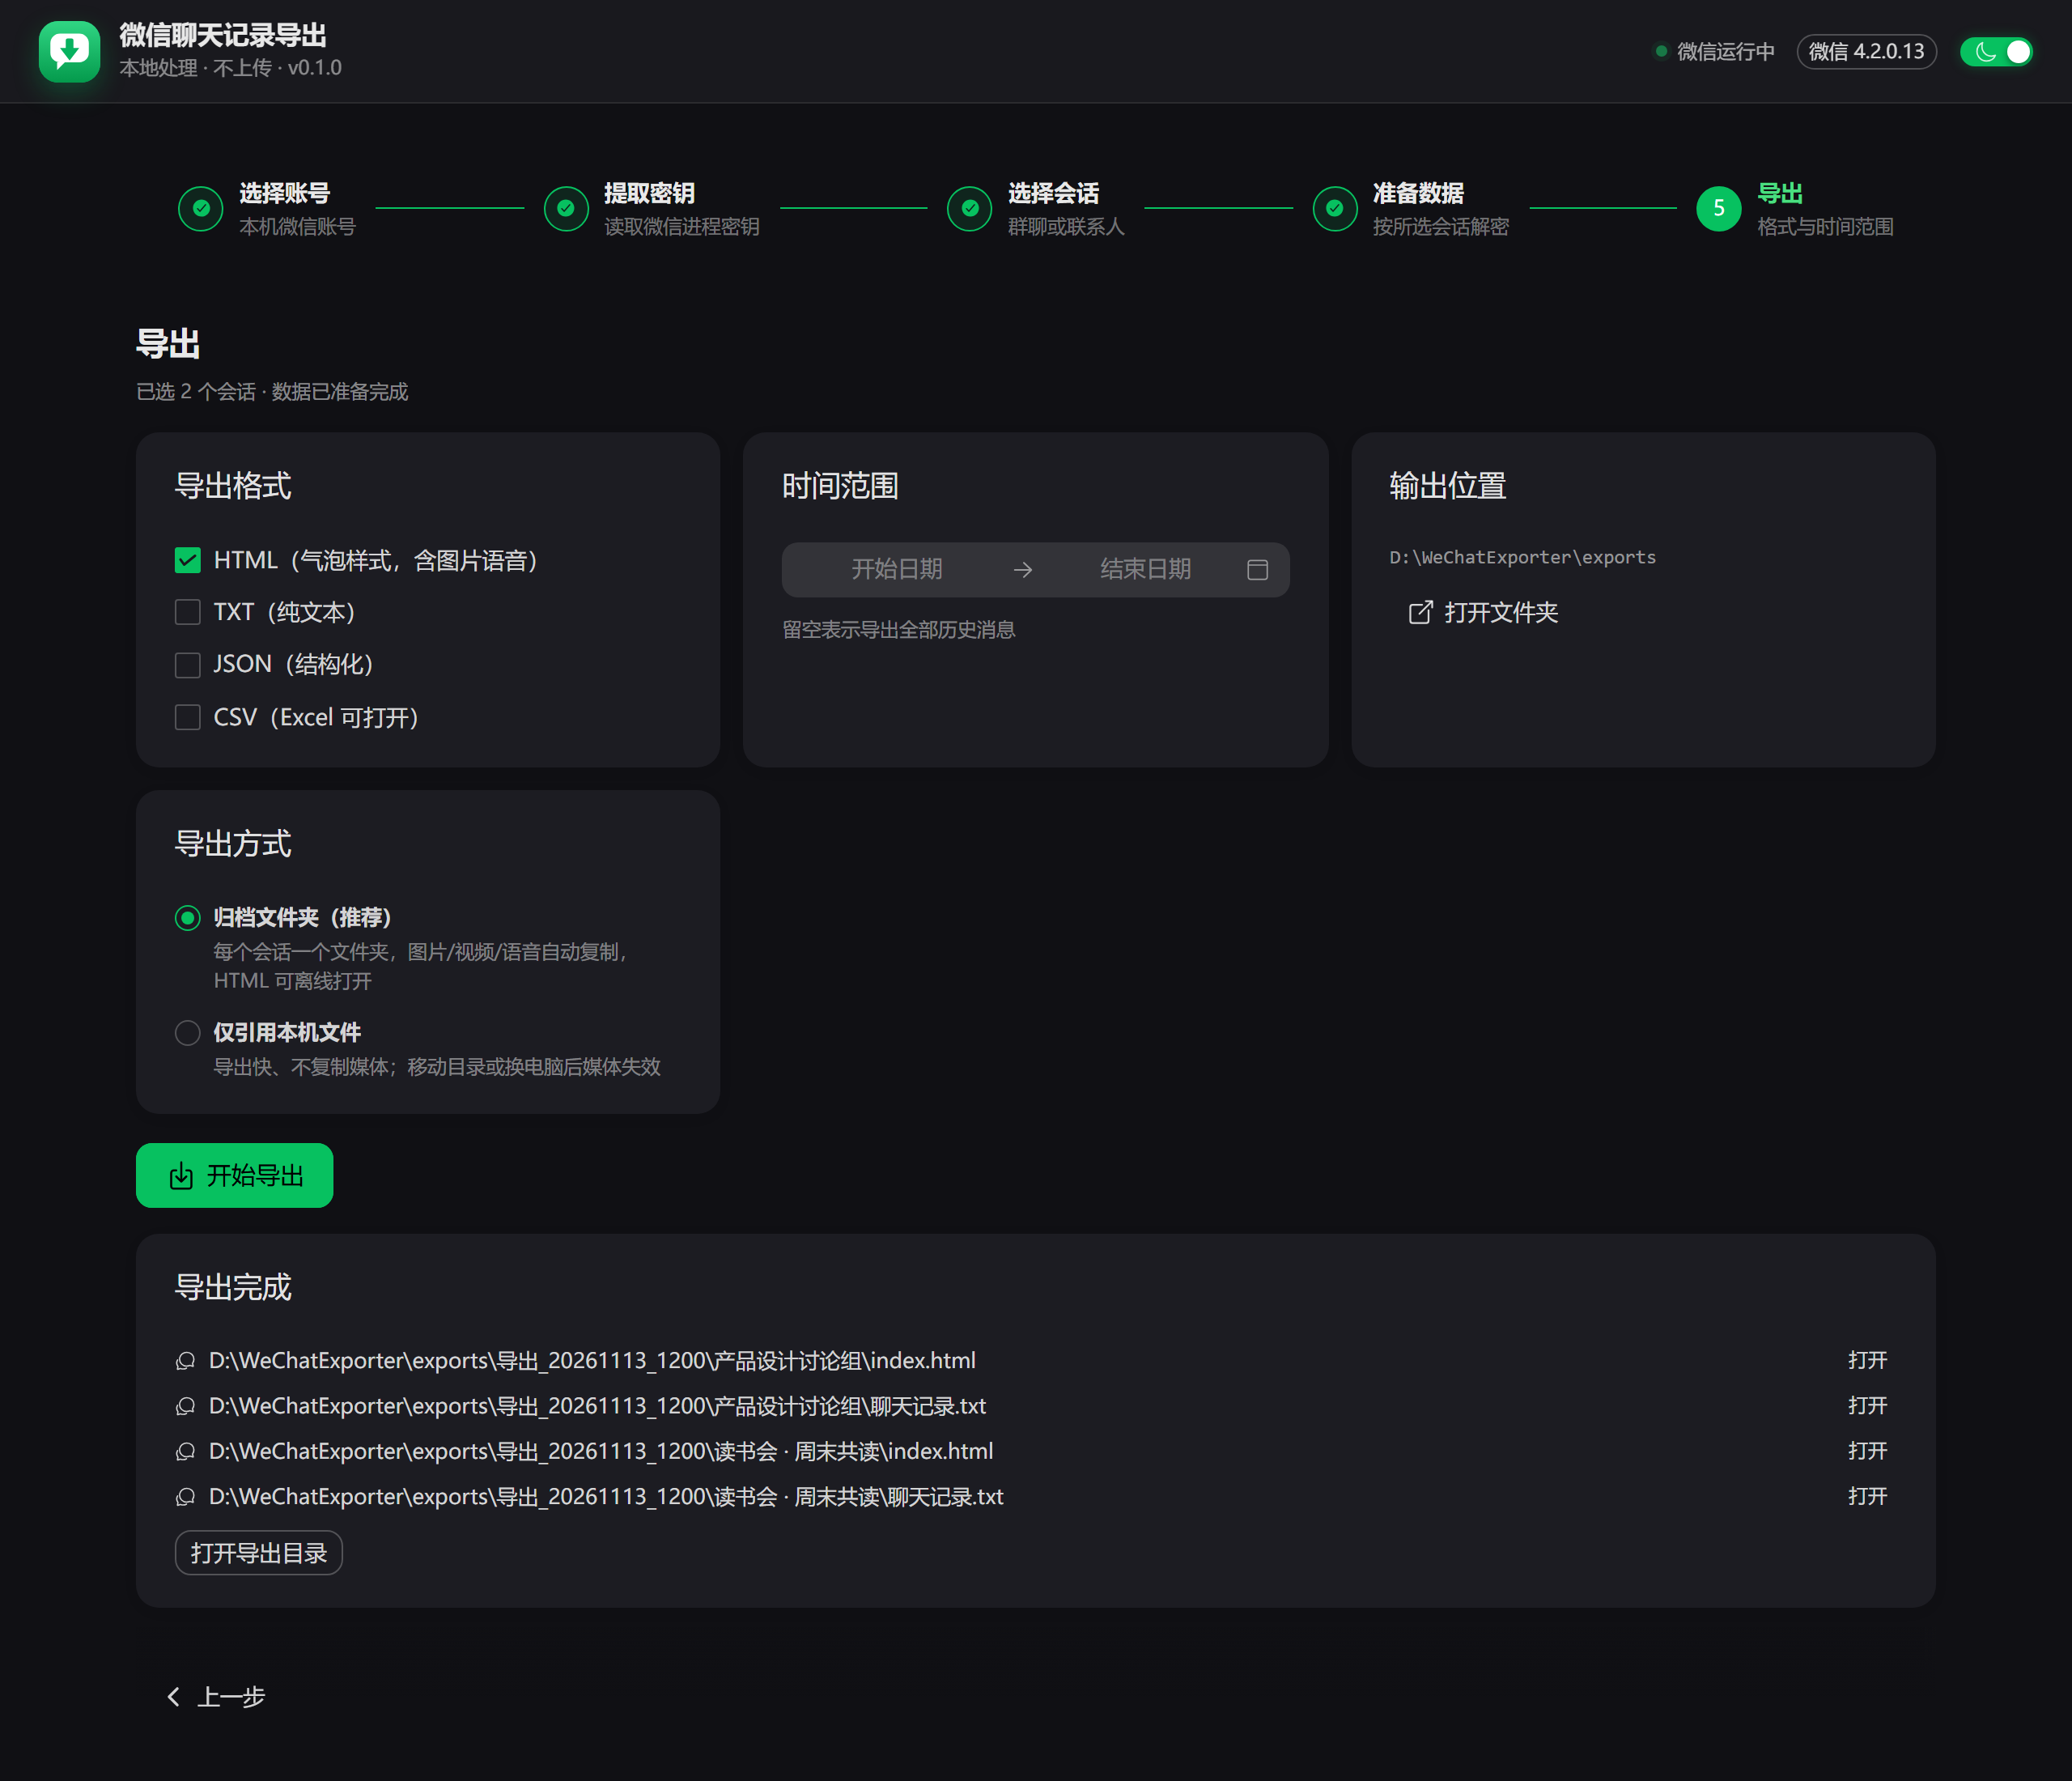 微信聊天记录导出
本地处理 · 不上传 · v0.1.0
微信运行中
微信 4.2.0.13
选择账号
本机微信账号
提取密钥
读取微信进程密钥
选择会话
群聊或联系人
准备数据
按所选会话解密
5
导出
格式与时间范围
导出
已选 2 个会话 · 数据已准备完成
导出格式
HTML（气泡样式，含图片语音）
TXT（纯文本）
JSON（结构化）
CSV（Excel 可打开）
时间范围
开始日期
结束日期
留空表示导出全部历史消息
输出位置
D:\WeChatExporter\exports
打开文件夹
导出方式
归档文件夹（推荐）
每个会话一个文件夹，图片/视频/语音自动复制，
HTML 可离线打开
仅引用本机文件
导出快、不复制媒体；移动目录或换电脑后媒体失效
开始导出
导出完成
D:\WeChatExporter\exports\导出_20261113_1200\产品设计讨论组\index.html 打开
D:\WeChatExporter\exports\导出_20261113_1200\产品设计讨论组\聊天记录.txt 打开
D:\WeChatExporter\exports\导出_20261113_1200\读书会 · 周末共读\index.html 打开
D:\WeChatExporter\exports\导出_20261113_1200\读书会 · 周末共读\聊天记录.txt 打开
打开导出目录
上一步